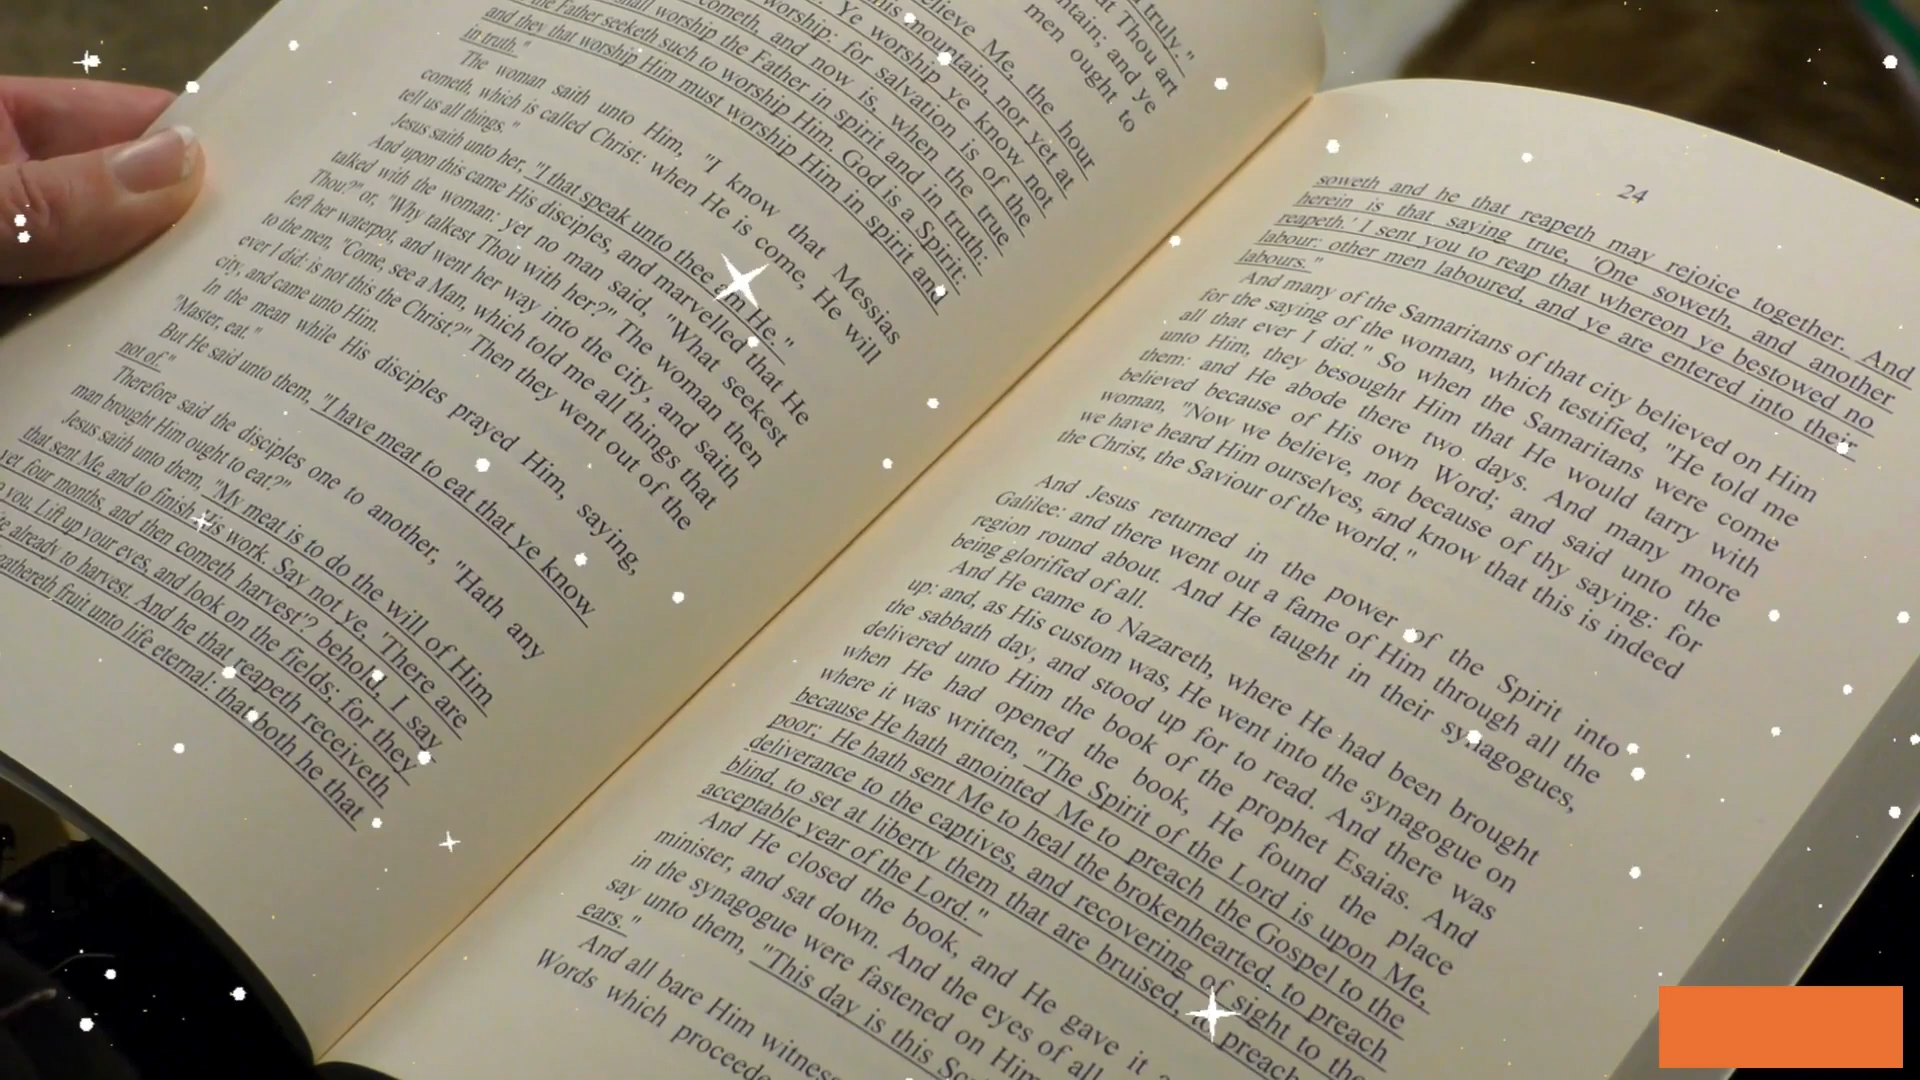 truly."
at Thou art
ntain; and ye
men ought to
elieve Me, the hour
his mountain, nor yet at
Ye worship ye know not
worship: for salvation is of the
cometh, and now is, when the true
shall worship the Father in spirit and in truth:
the Father seeketh such to worship Him. God is a Spirit:
and they that worship Him must worship Him in spirit and
in truth."
The woman saith unto Him, "I know that Messias
cometh, which is called Christ: when He is come, He will
tell us all things."
Jesus saith unto her, "I that speak unto thee am He."
And upon this came His disciples, and marvelled that He
talked with the woman: yet no man said, "What seekest
Thou?" or, "Why talkest Thou with her?" The woman then
left her waterpot, and went her way into the city, and saith
to the men, "Come, see a Man, which told me all things that
ever I did: is not this the Christ?" Then they went out of the
city, and came unto Him.
In the mean while His disciples prayed Him, saying,
"Master, eat."
But He said unto them, "I have meat to eat that ye know
not of."
Therefore said the disciples one to another, "Hath any
man brought Him ought to eat?"
Jesus saith unto them, "My meat is to do the will of Him
that sent Me, and to finish His work. Say not ye, 'There are
yet four months, and then cometh harvest'? behold, I say
you, Lift up your eyes, and look on the fields; for they
already to harvest. And he that reapeth receiveth
gathereth fruit unto life eternal: that both he that
24
soweth and he that reapeth may rejoice together. And
herein is that saying true, 'One soweth, and another
reapeth.' I sent you to reap that whereon ye bestowed no
labour: other men laboured, and ye are entered into their
labours."
And many of the Samaritans of that city believed on Him
for the saying of the woman, which testified, "He told me
all that ever I did." So when the Samaritans were come
unto Him, they besought Him that He would tarry with
them: and He abode there two days. And many more
believed because of His own Word; and said unto the
woman, "Now we believe, not because of thy saying: for
we have heard Him ourselves, and know that this is indeed
the Christ, the Saviour of the world."
And Jesus returned in the power of the Spirit into
Galilee: and there went out a fame of Him through all the
region round about. And He taught in their synagogues,
being glorified of all.
And He came to Nazareth, where He had been brought
up: and, as His custom was, He went into the synagogue on
the sabbath day, and stood up for to read. And there was
delivered unto Him the book of the prophet Esaias. And
when He had opened the book, He found the place
where it was written, "The Spirit of the Lord is upon Me,
because He hath anointed Me to preach the Gospel to the
poor; He hath sent Me to heal the brokenhearted, to preach
deliverance to the captives, and recovering of sight to the
blind, to set at liberty them that are bruised, to preach
acceptable year of the Lord."
And He closed the book, and He gave it
minister, and sat down. And the eyes of all
in the synagogue were fastened on Him
say unto them, "This day is this
ears."
And all bare Him witness
Words which proceede